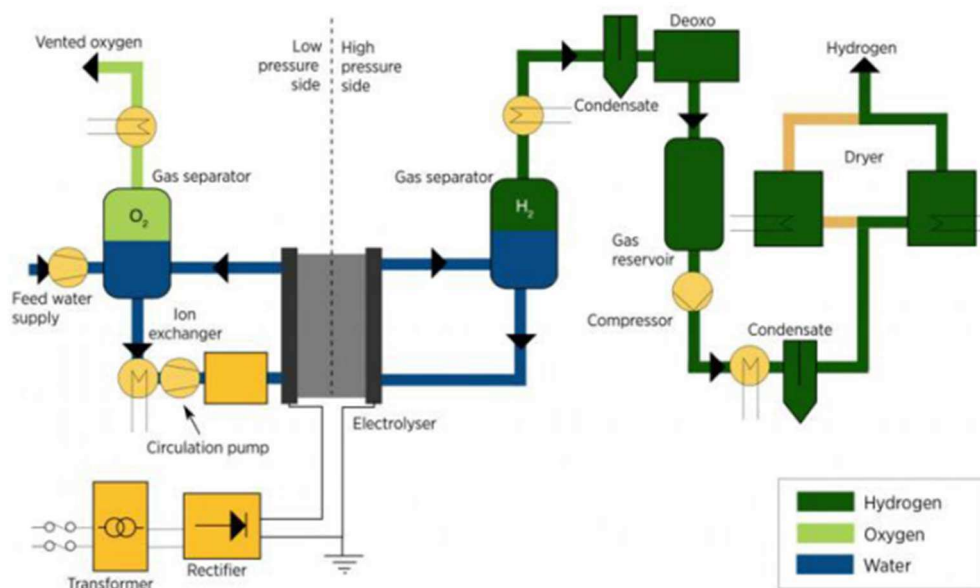 Vented oxygen
Low
pressure
side
High
pressure
side
Deoxo
Condensate
Hydrogen
Dryer
Gas separator
O2
Gas separator
H2
Gas
reservoir
Feed water
supply
Ion
exchanger
Compressor
Condensate
Circulation pump
Electrolyser
Transformer
Rectifier
Hydrogen
Oxygen
Water